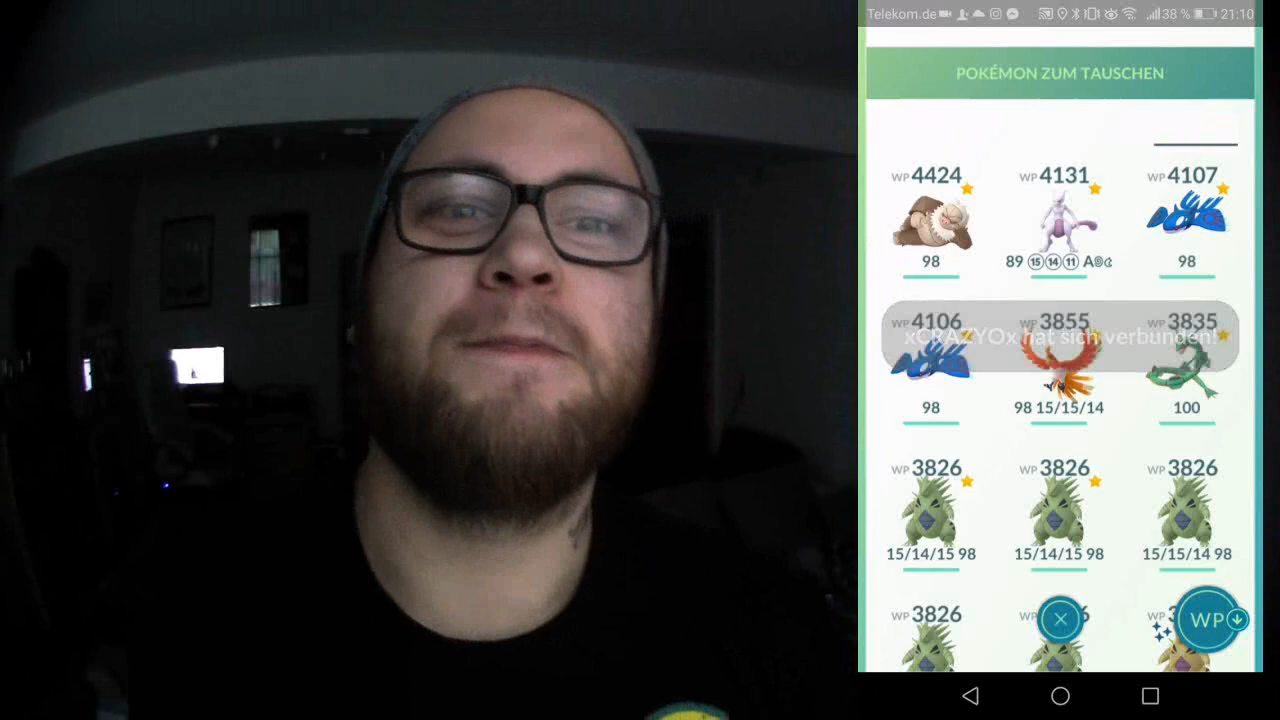 Telekom.de 38 % 21:10
POKÉMON ZUM TAUSCHEN
WP 4424 WP 4131 WP 4107
98 89 15 14 11 98
WP 4106 WP 3855 WP 3835
xCRAZYOx hat sich verbunden!
98 98 15/15/14 100
WP 3826 WP 3826 WP 3826
15/14/15 98 15/14/15 98 15/15/14 98
WP 3826 WP
WP